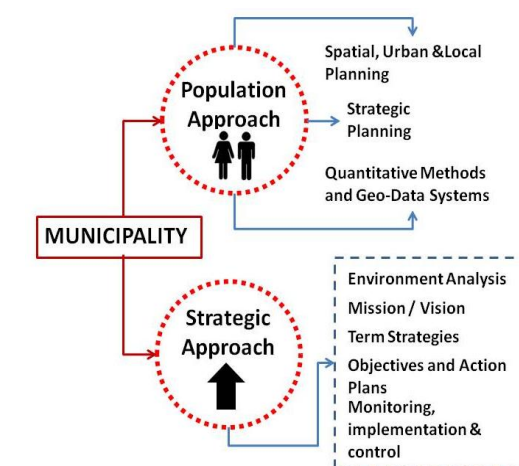 Spatial, Urban &Local
Planning
Population
Approach
Strategic
Planning
Quantitative Methods
and Geo-Data Systems
MUNICIPALITY
Strategic
Approach
Environment Analysis
Mission / Vision
Term Strategies
Objectives and Action
Plans
Monitoring,
implementation &
control